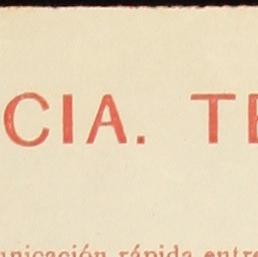 CIA. TE
unicación rápida entre